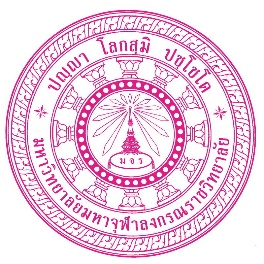 ปญฺญา โลกสฺมิ ปชฺโชโต
ม จ ร
มหาวิทยาลัยมหาจุฬาลงกรณราชวิทยาลัย